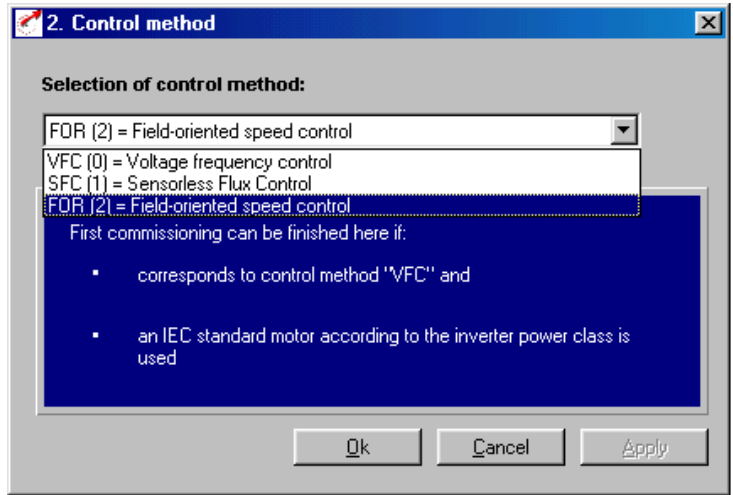 2. Control method
Selection of control method:
FOR (2) = Field-oriented speed control
VFC (0) = Voltage frequency control
SFC (1) = Sensorless Flux Control
FOR (2) = Field-oriented speed control
First commissioning can be finished here if:
▪ corresponds to control method "VFC" and
▪ an IEC standard motor according to the inverter power class is
used
Ok Cancel Apply